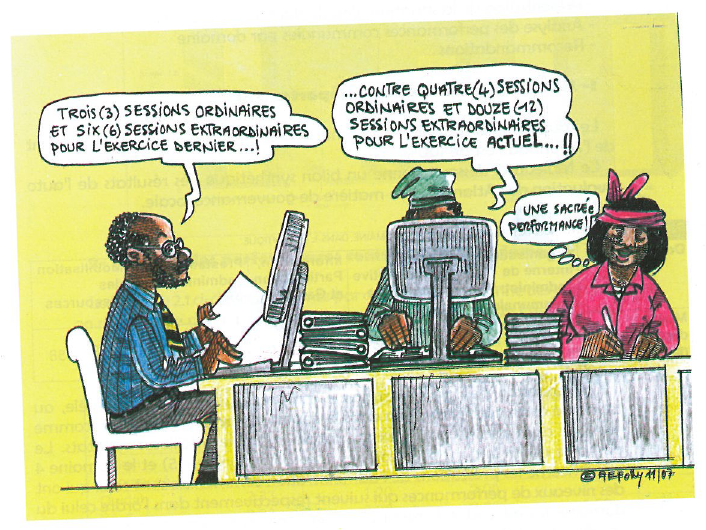 TROIS (3) SESSIONS ORDINAIRES
ET SIX (6) SESSIONS EXTRAORDINAIRES
POUR L'EXERCICE DERNIER...!
...CONTRE QUATRE (4) SESSIONS
ORDINAIRES ET DOUZE (12)
SESSIONS EXTRAORDINAIRES
POUR L'EXERCICE ACTUEL...!!
UNE SACRÉE
PERFORMANCE!
11/07